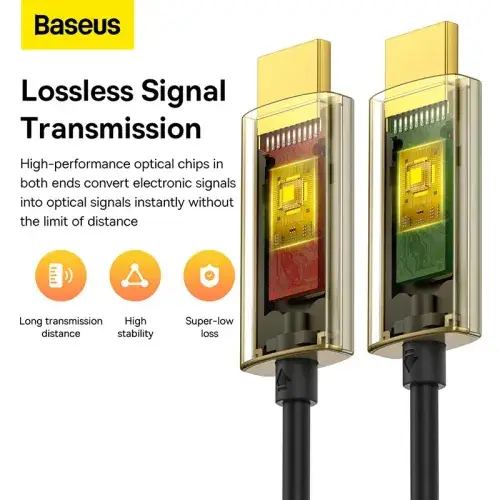 Baseus
Lossless Signal
Transmission
High-performance optical chips in
both ends convert electronic signals
into optical signals instantly without
the limit of distance
Long transmission
distance
High
stability
Super-low
loss